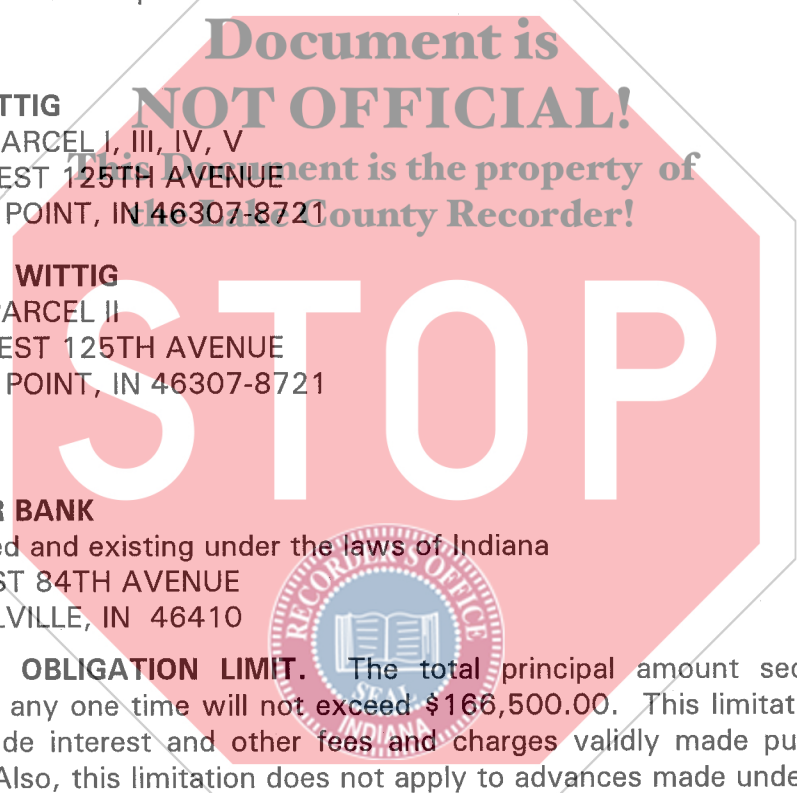 Document is
NOT OFFICIAL!
This Document is the property of
the Lake County Recorder!
TTIG
ARCEL I, III, IV, V
EST 125TH AVENUE
POINT, IN 46307-8721
WITTIG
PARCEL II
EST 125TH AVENUE
POINT, IN 46307-8721
STOP
R BANK
ed and existing under the laws of Indiana
ST 84TH AVENUE
LVILLE, IN 46410
RECORDER'S OFFICE
SEAL
INDIANA
OBLIGATION LIMIT. The total principal amount sec
any one time will not exceed $166,500.00. This limitat
de interest and other fees and charges validly made pu
Also, this limitation does not apply to advances made unde